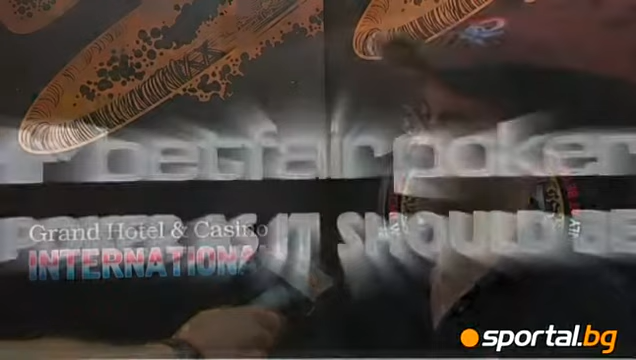 betfair poker
POKER AS IT SHOULD BE
Grand Hotel & Casino
INTERNATIONAL
sportal.bg